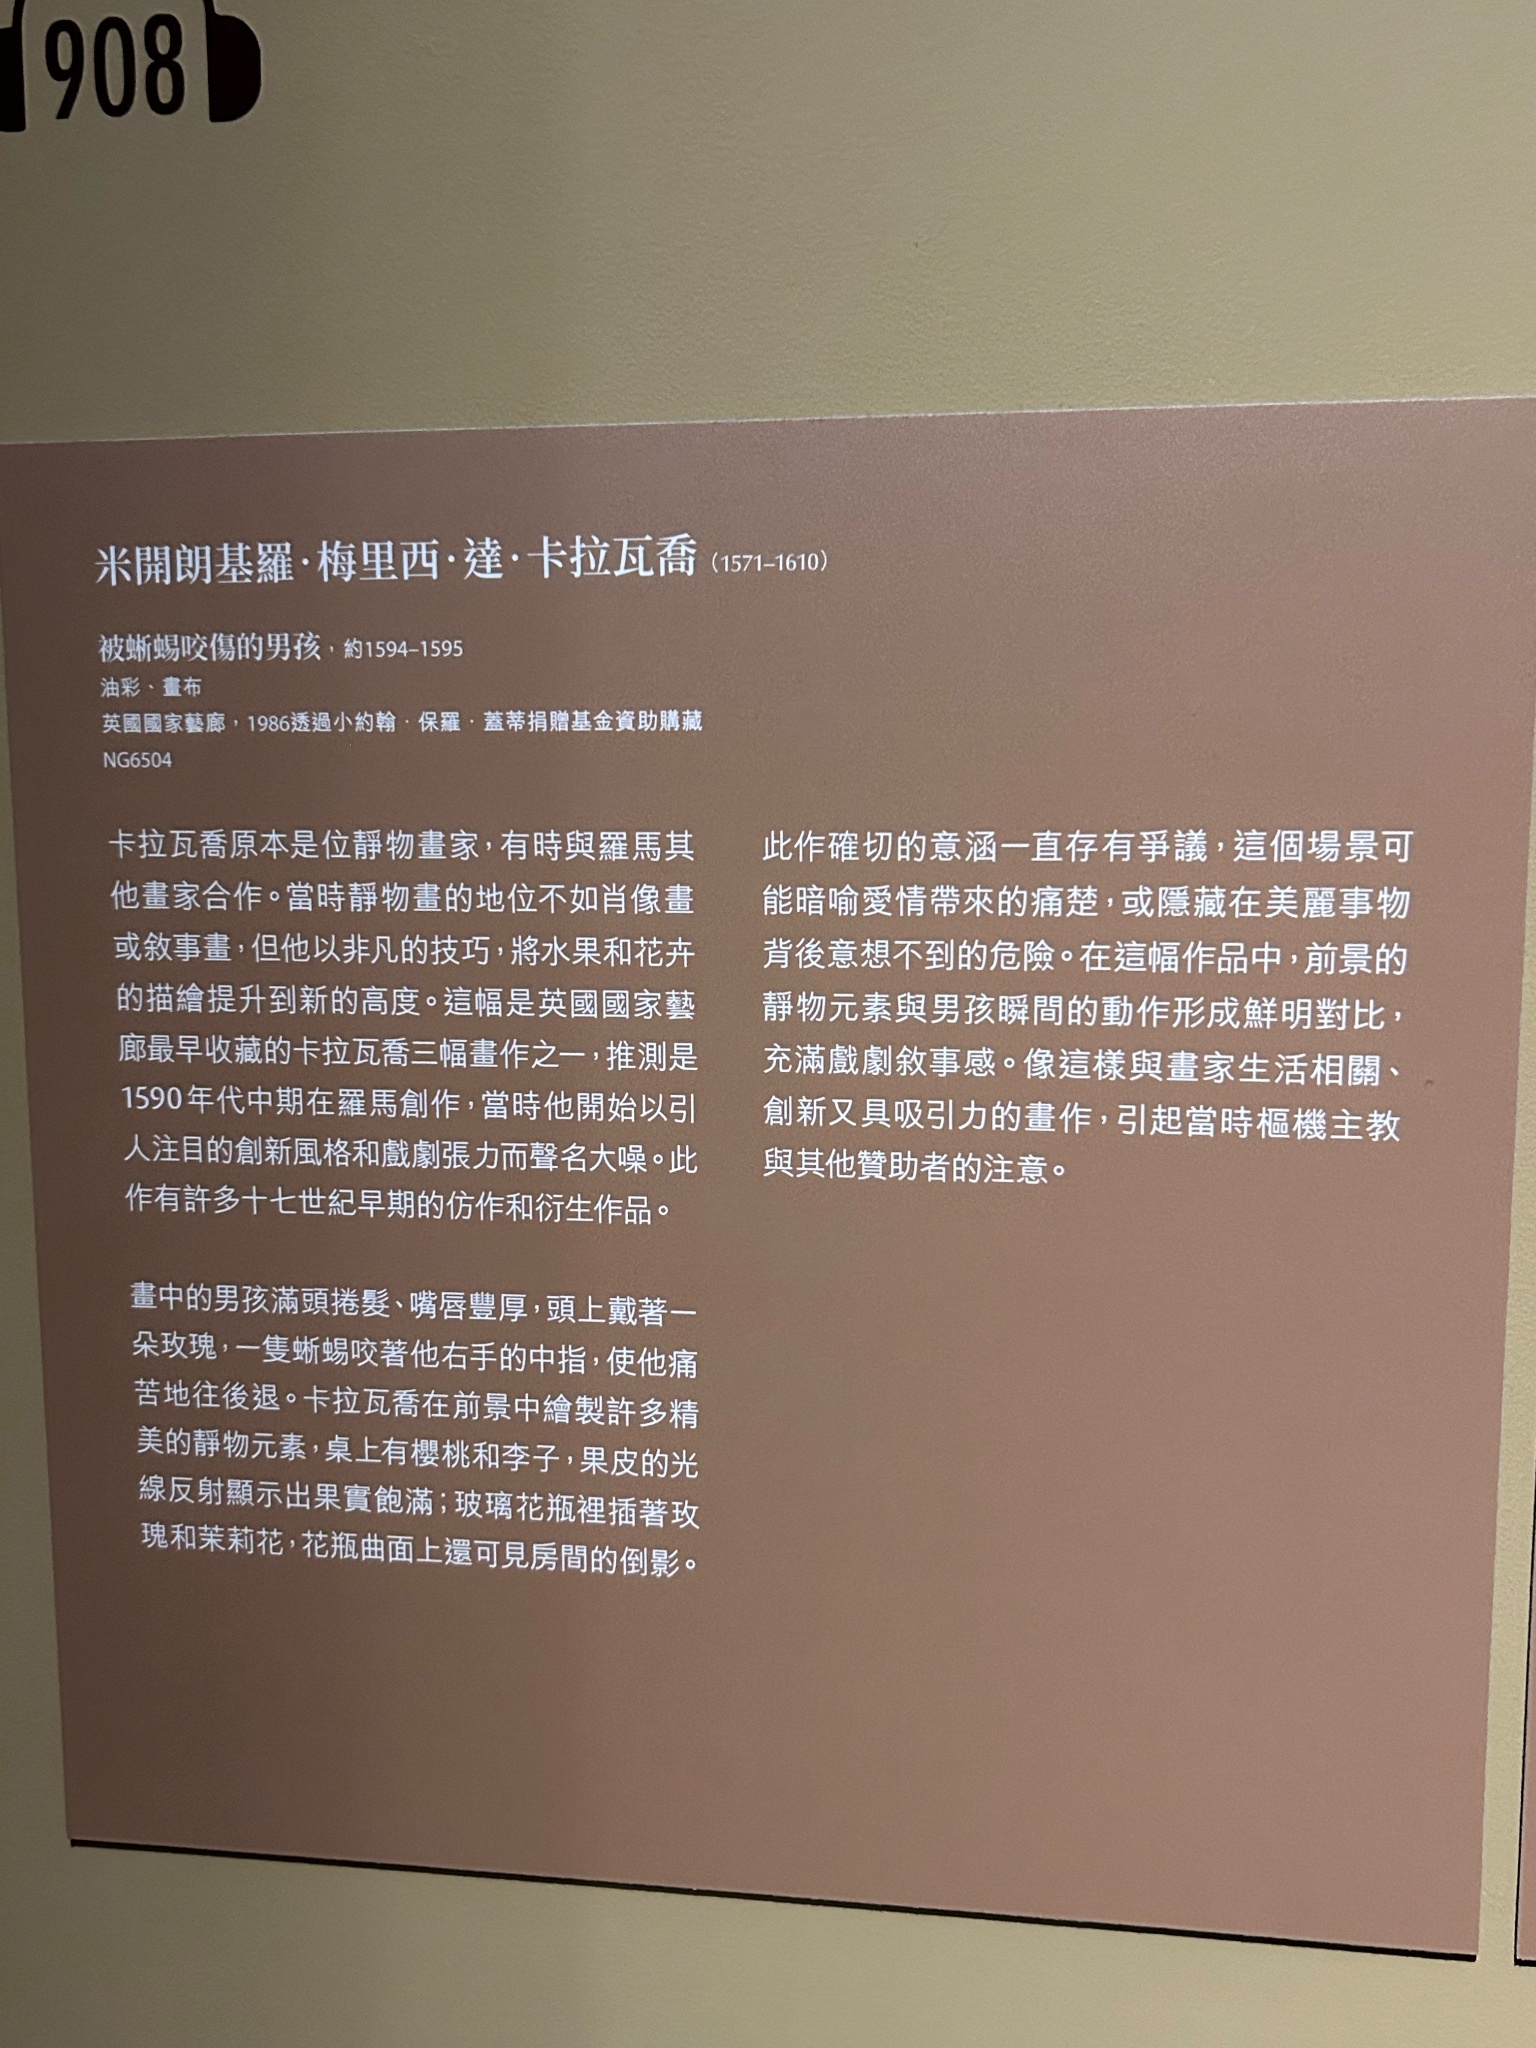 908
米開朗基羅·梅里西·達·卡拉瓦喬（1571–1610）
被蜥蜴咬傷的男孩，約1594–1595
油彩、畫布
英國國家藝廊，1986透過小約翰·保羅·蓋蒂捐贈基金資助購藏
NG6504
卡拉瓦喬原本是位靜物畫家，有時與羅馬其
他畫家合作。當時靜物畫的地位不如肖像畫
或敘事畫，但他以非凡的技巧，將水果和花卉
的描繪提升到新的高度。這幅是英國國家藝
廊最早收藏的卡拉瓦喬三幅畫作之一，推測是
1590年代中期在羅馬創作，當時他開始以引
人注目的創新風格和戲劇張力而聲名大噪。此
作有許多十七世紀早期的仿作和衍生作品。
畫中的男孩滿頭捲髮、嘴唇豐厚，頭上戴著一
朵玫瑰，一隻蜥蜴咬著他右手的中指，使他痛
苦地往後退。卡拉瓦喬在前景中繪製許多精
美的靜物元素，桌上有櫻桃和李子，果皮的光
線反射顯示出果實飽滿；玻璃花瓶裡插著玫
瑰和茉莉花，花瓶曲面上還可見房間的倒影。
此作確切的意涵一直存有爭議，這個場景可
能暗喻愛情帶來的痛楚，或隱藏在美麗事物
背後意想不到的危險。在這幅作品中，前景的
靜物元素與男孩瞬間的動作形成鮮明對比，
充滿戲劇敘事感。像這樣與畫家生活相關、
創新又具吸引力的畫作，引起當時樞機主教
與其他贊助者的注意。